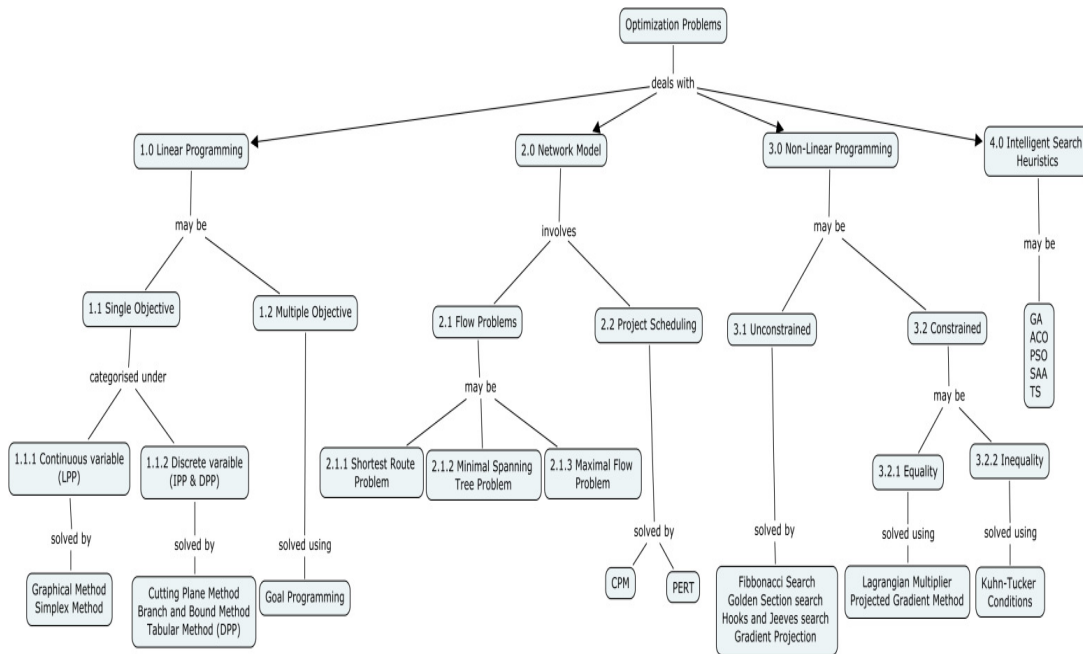 Optimization Problems
deals with
1.0 Linear Programming
2.0 Network Model
3.0 Non-Linear Programming
4.0 Intelligent Search
Heuristics
may be
involves
may be
may be
1.1 Single Objective
1.2 Multiple Objective
2.1 Flow Problems
2.2 Project Scheduling
3.1 Unconstrained
3.2 Constrained
GA
ACO
PSO
SAA
TS
categorised under
may be
may be
1.1.1 Continuous variable
(LPP)
1.1.2 Discrete varaible
(IPP & DPP)
2.1.1 Shortest Route
Problem
2.1.2 Minimal Spanning
Tree Problem
2.1.3 Maximal Flow
Problem
3.2.1 Equality
3.2.2 Inequality
solved by
solved by
solved using
solved by
solved by
solved using
solved using
Graphical Method
Simplex Method
Cutting Plane Method
Branch and Bound Method
Tabular Method (DPP)
Goal Programming
CPM
PERT
Fibbonacci Search
Golden Section search
Hooks and Jeeves search
Gradient Projection
Lagrangian Multiplier
Projected Gradient Method
Kuhn-Tucker
Conditions